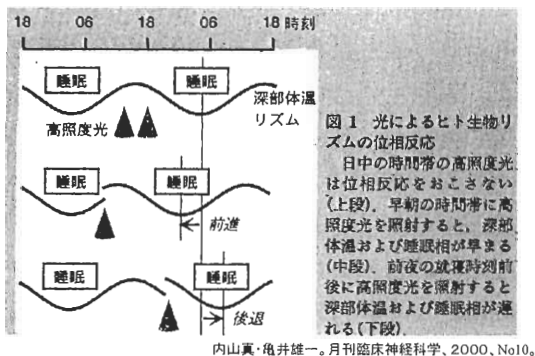 18 06 18 06 18 時刻
睡眠 睡眠
深部体温
リズム
高照度光
睡眠 睡眠
前進
睡眠 睡眠
後退
図1 光によるヒト生物リ
ズムの位相反応
日中の時間帯の高照度光
は位相反応をおこさない
(上段)．早朝の時間帯に高
照度光を照射すると，深部
体温および睡眠相が早まる
(中段)．前夜の就寝時刻前
後に高照度光を照射すると
深部体温および睡眠相が遅
れる(下段)．
内山真･亀井雄一。月刊臨床神経科学、2000、No10。